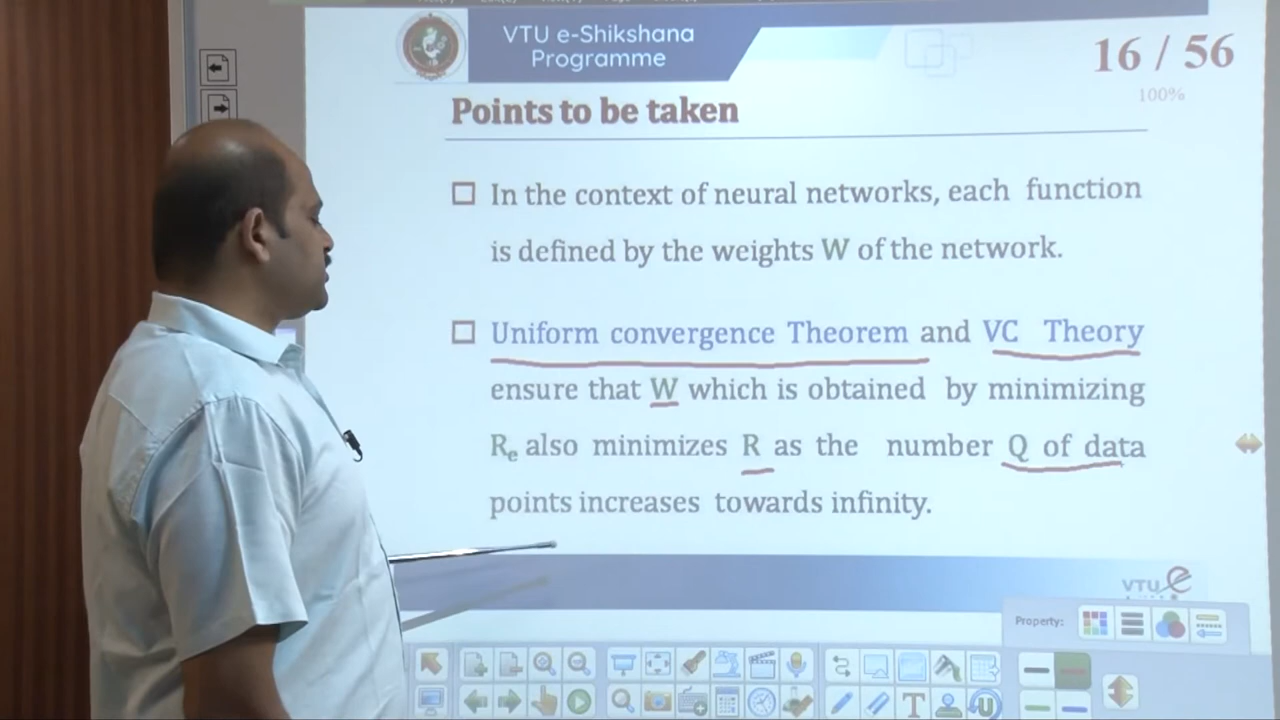 VTU e-Shikshana
Programme
16 / 56
100%
Points to be taken
In the context of neural networks, each function
is defined by the weights W of the network.
Uniform convergence Theorem and VC Theory
ensure that W which is obtained by minimizing
Re also minimizes R as the number Q of data
points increases towards infinity.
VTU e
Property: